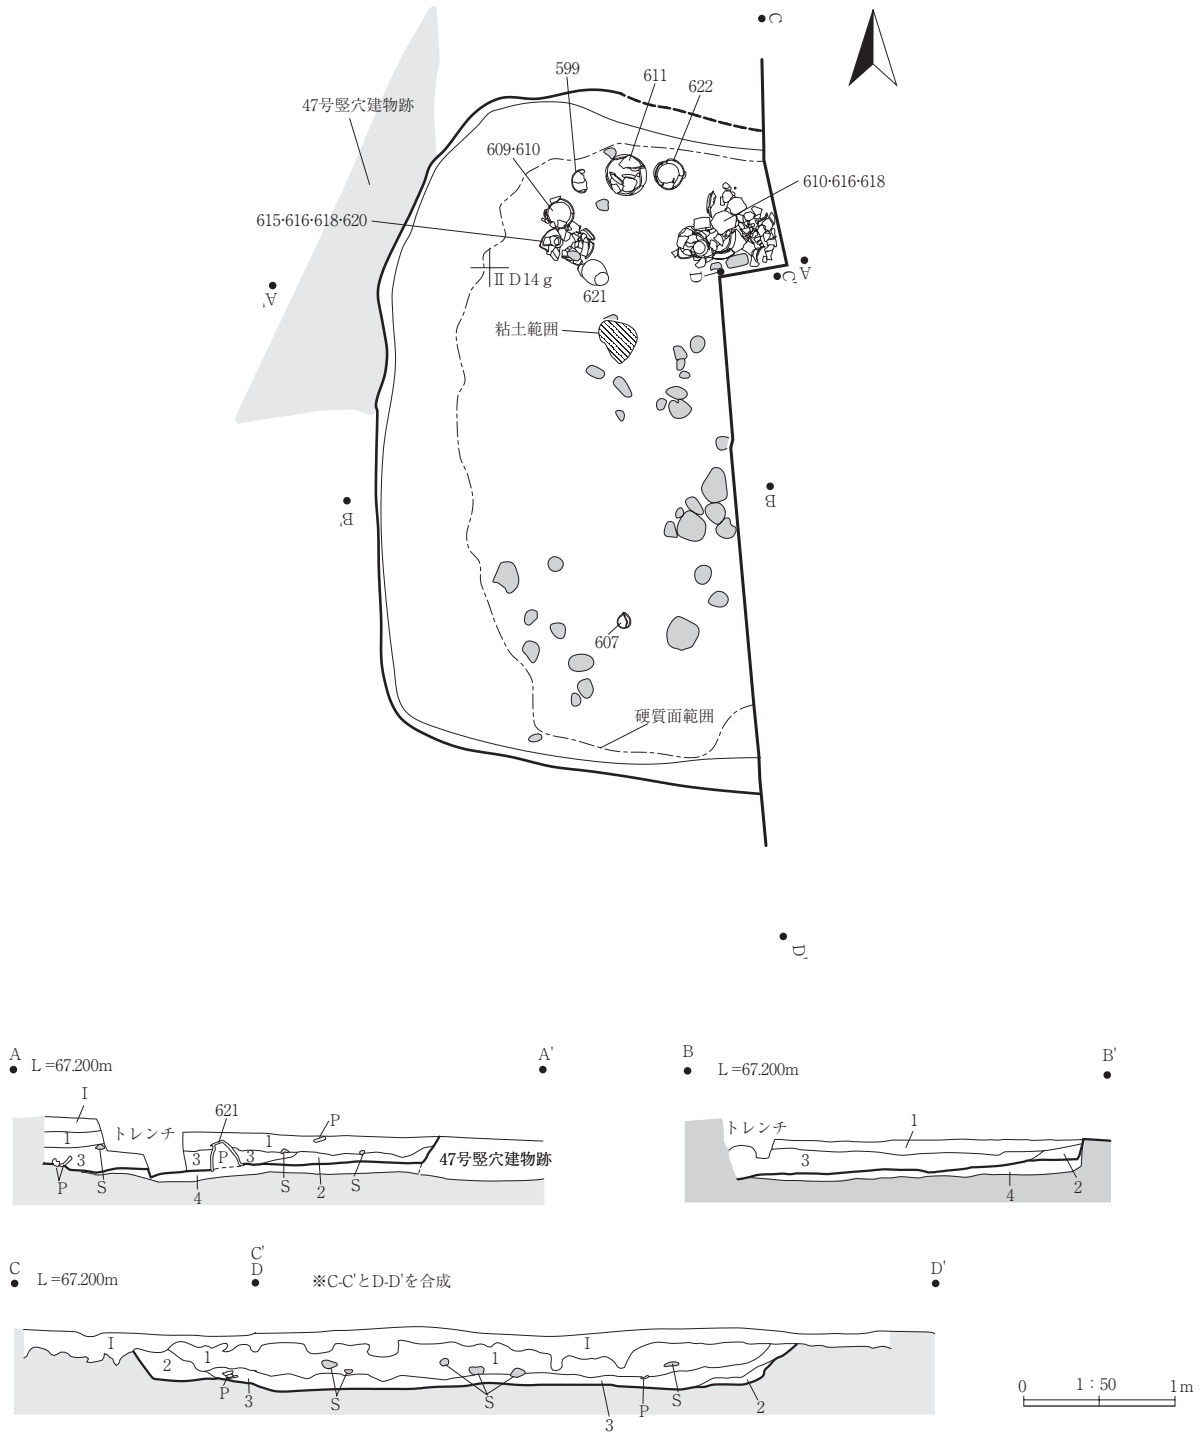 C
599
611
622
47号竪穴建物跡
609・610
610・616・618
615・616・618・620
A'
Ⅱ D 14 g
D
C'
A
621
粘土範囲
B'
B
607
硬質面範囲
D'
A
L =67.200m
A'
I
トレンチ
621
P
1
1
3
3
P
3
47号竪穴建物跡
P
S
4
S
2
S
B
L =67.200m
B'
トレンチ
1
3
4
2
C
L =67.200m
C'
D
※C-C'とD-D'を合成
D'
I
I
2
1
1
P
3
S
S
3
P
S
2
0
1：50
1m